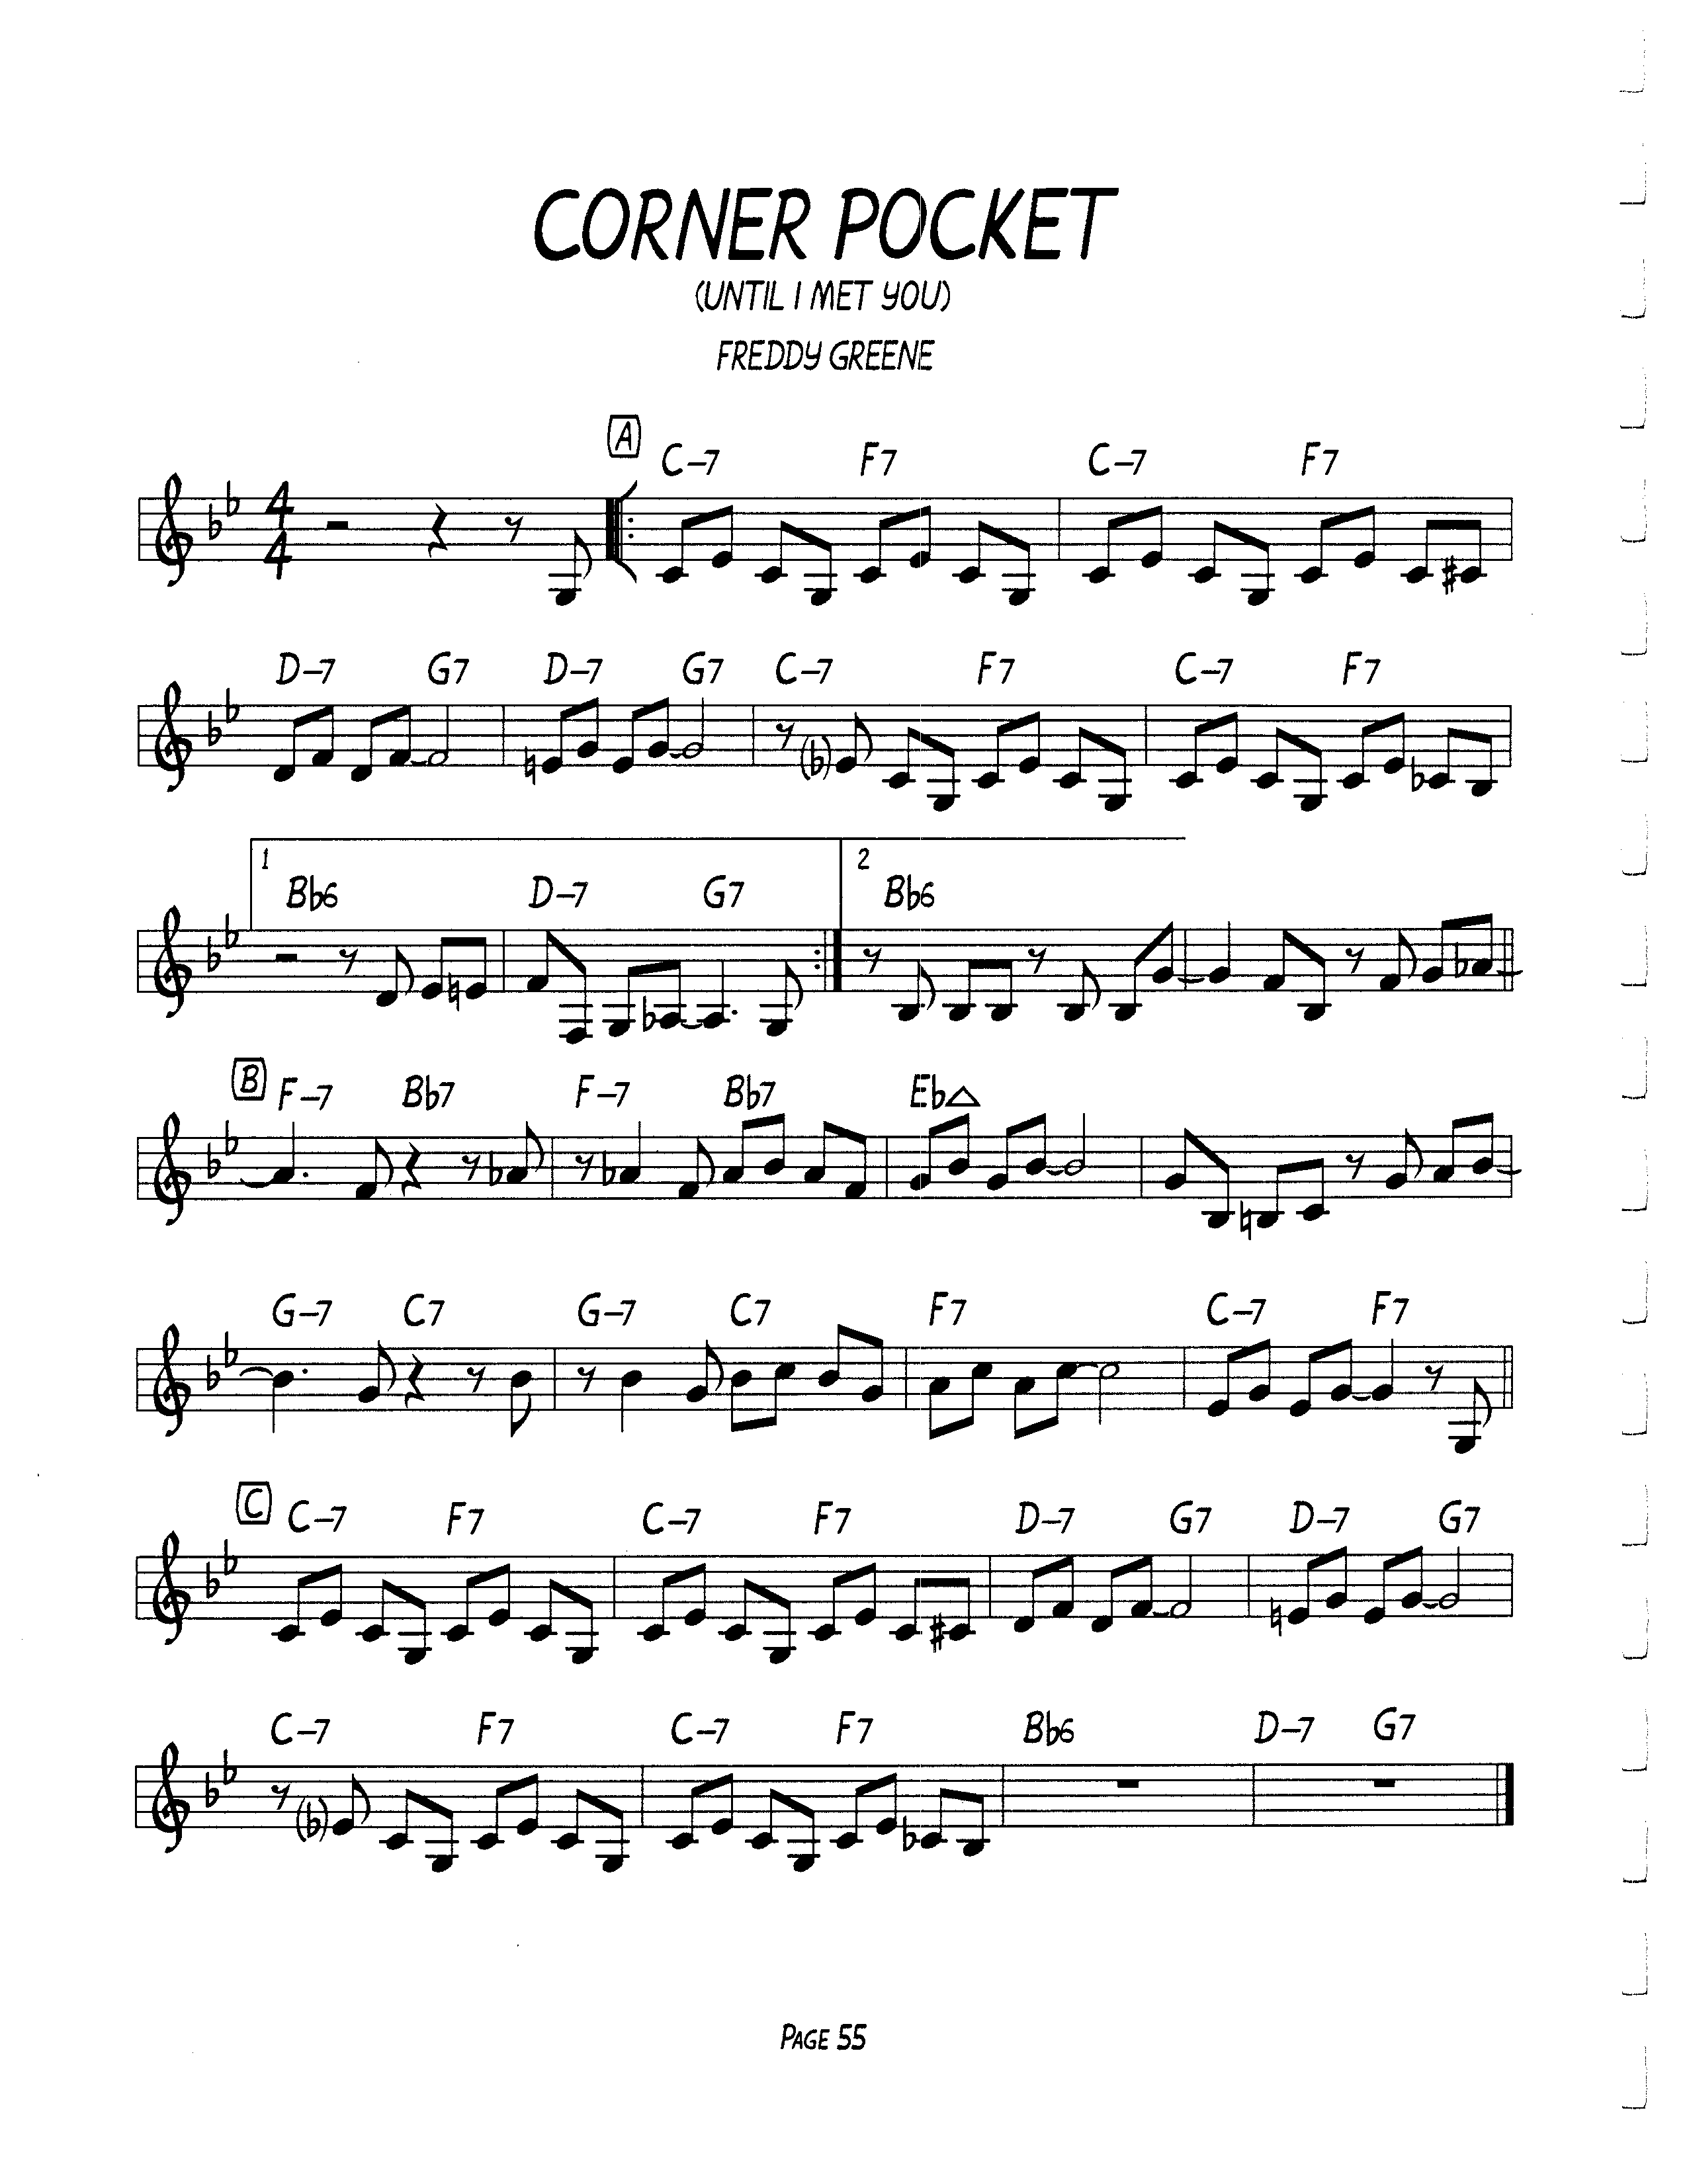 CORNER POCKET
(UNTIL I MET YOU)
FREDDY GREENE
A
C-7 F7 C-7 F7
4
4
D-7 G7 D-7 G7 C-7 F7 C-7 F7
1 2
Bb6 D-7 G7 Bb6
B
F-7 Bb7 F-7 Bb7 Eb△
G-7 C7 G-7 C7 F7 C-7 F7
C
C-7 F7 C-7 F7 D-7 G7 D-7 G7
C-7 F7 C-7 F7 Bb6 D-7 G7
PAGE 55